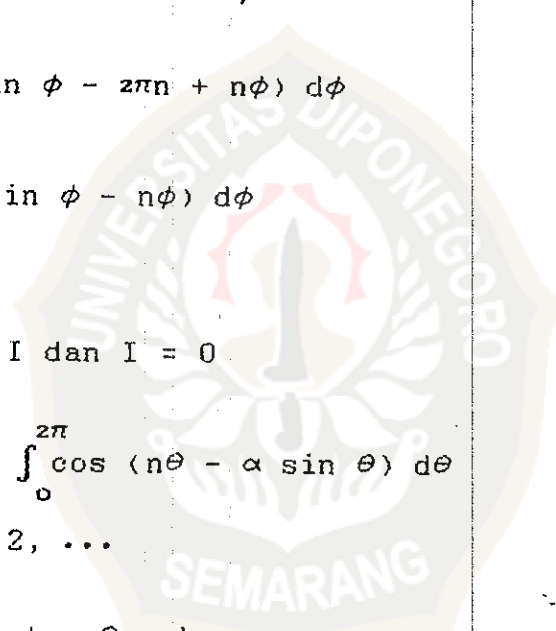 n φ - 2πn + nφ) dφ
in φ - nφ) dφ
I dan I = 0
2π
∫ cos (nθ - α sin θ) dθ
0
2, ...
UNIVERSITAS DIPONEGORO
SEMARANG